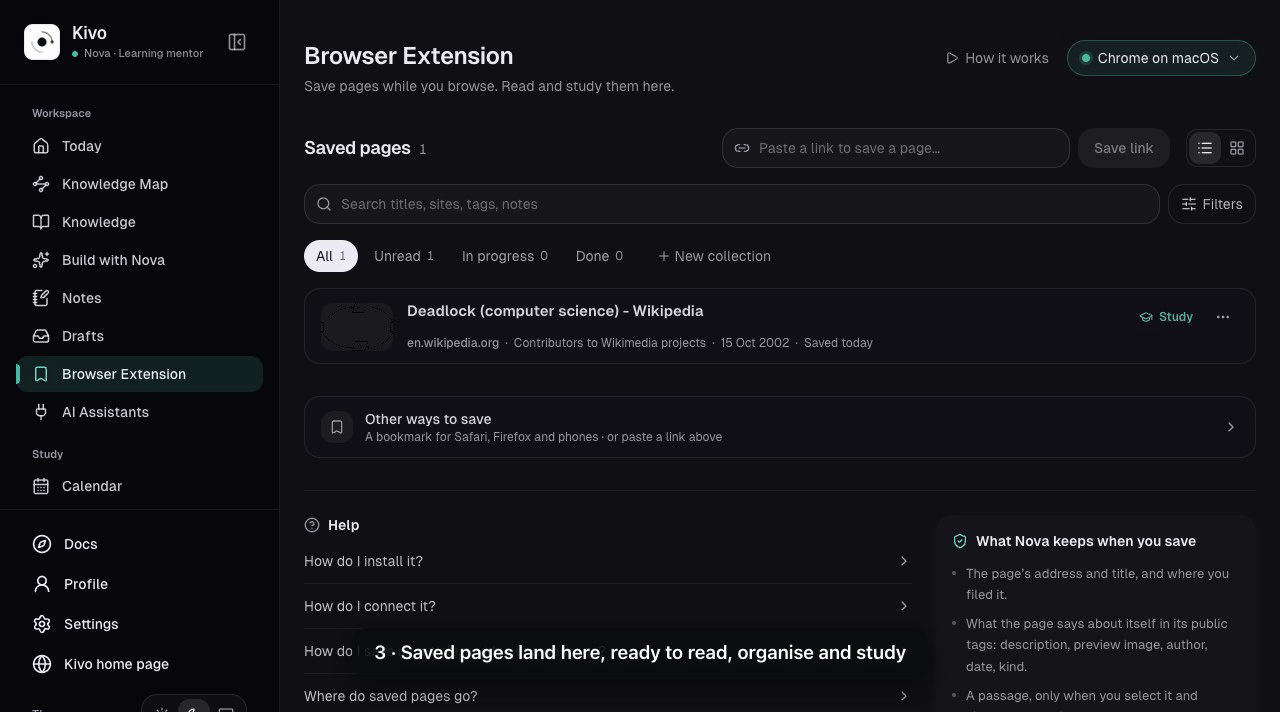 Kivo
Nova · Learning mentor
Workspace
Today
Knowledge Map
Knowledge
Build with Nova
Notes
Drafts
Browser Extension
AI Assistants
Study
Calendar
Docs
Profile
Settings
Kivo home page
Browser Extension
Save pages while you browse. Read and study them here.
How it works
Chrome on macOS
Saved pages 1
Paste a link to save a page...
Save link
Search titles, sites, tags, notes
Filters
All 1
Unread 1
In progress 0
Done 0
+ New collection
Deadlock (computer science) - Wikipedia
en.wikipedia.org · Contributors to Wikimedia projects · 15 Oct 2002 · Saved today
Study
Other ways to save
A bookmark for Safari, Firefox and phones · or paste a link above
Help
How do I install it?
How do I connect it?
How do
3 · Saved pages land here, ready to read, organise and study
Where do saved pages go?
What Nova keeps when you save
The page's address and title, and where you
filed it.
What the page says about itself in its public
tags: description, preview image, author,
date, kind.
A passage, only when you select it and